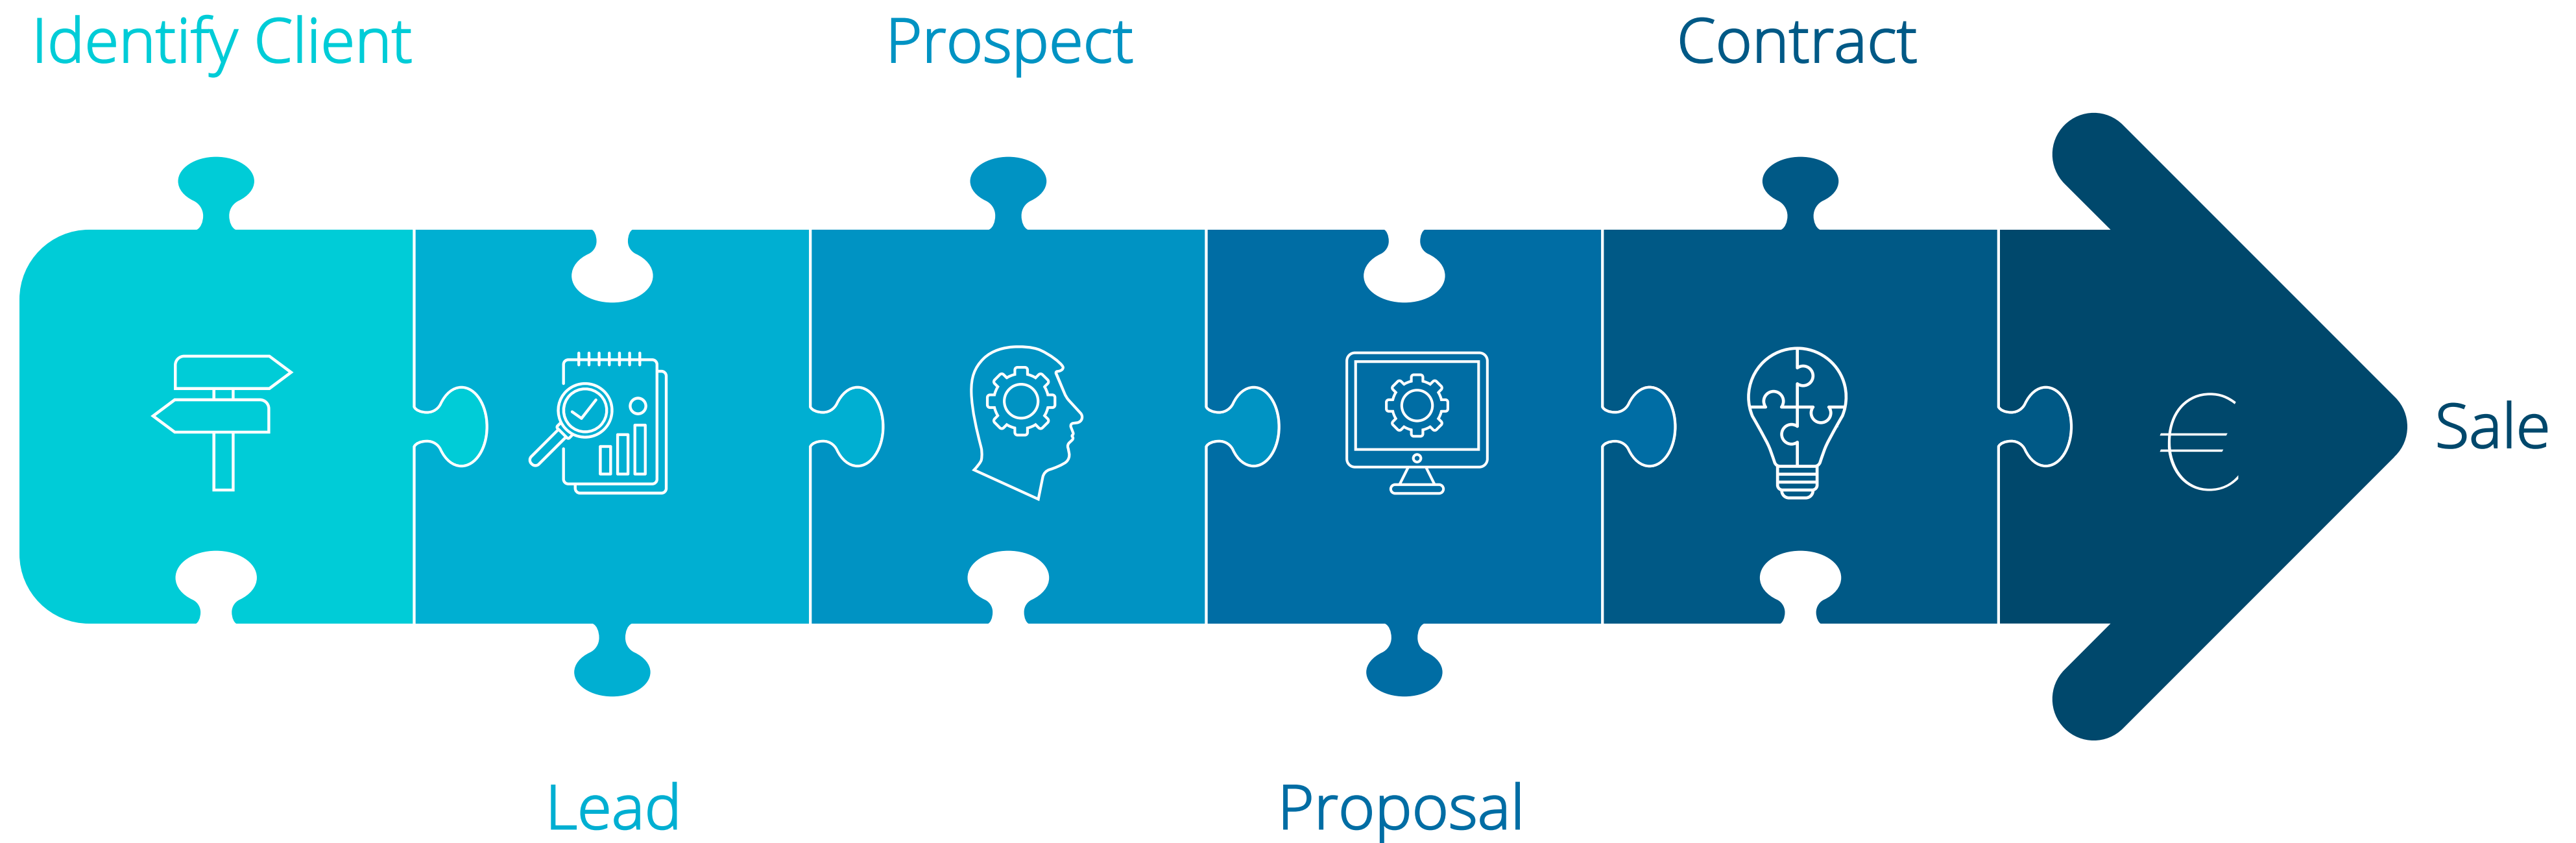 Identify Client
Prospect
Contract
€
Sale
Lead
Proposal